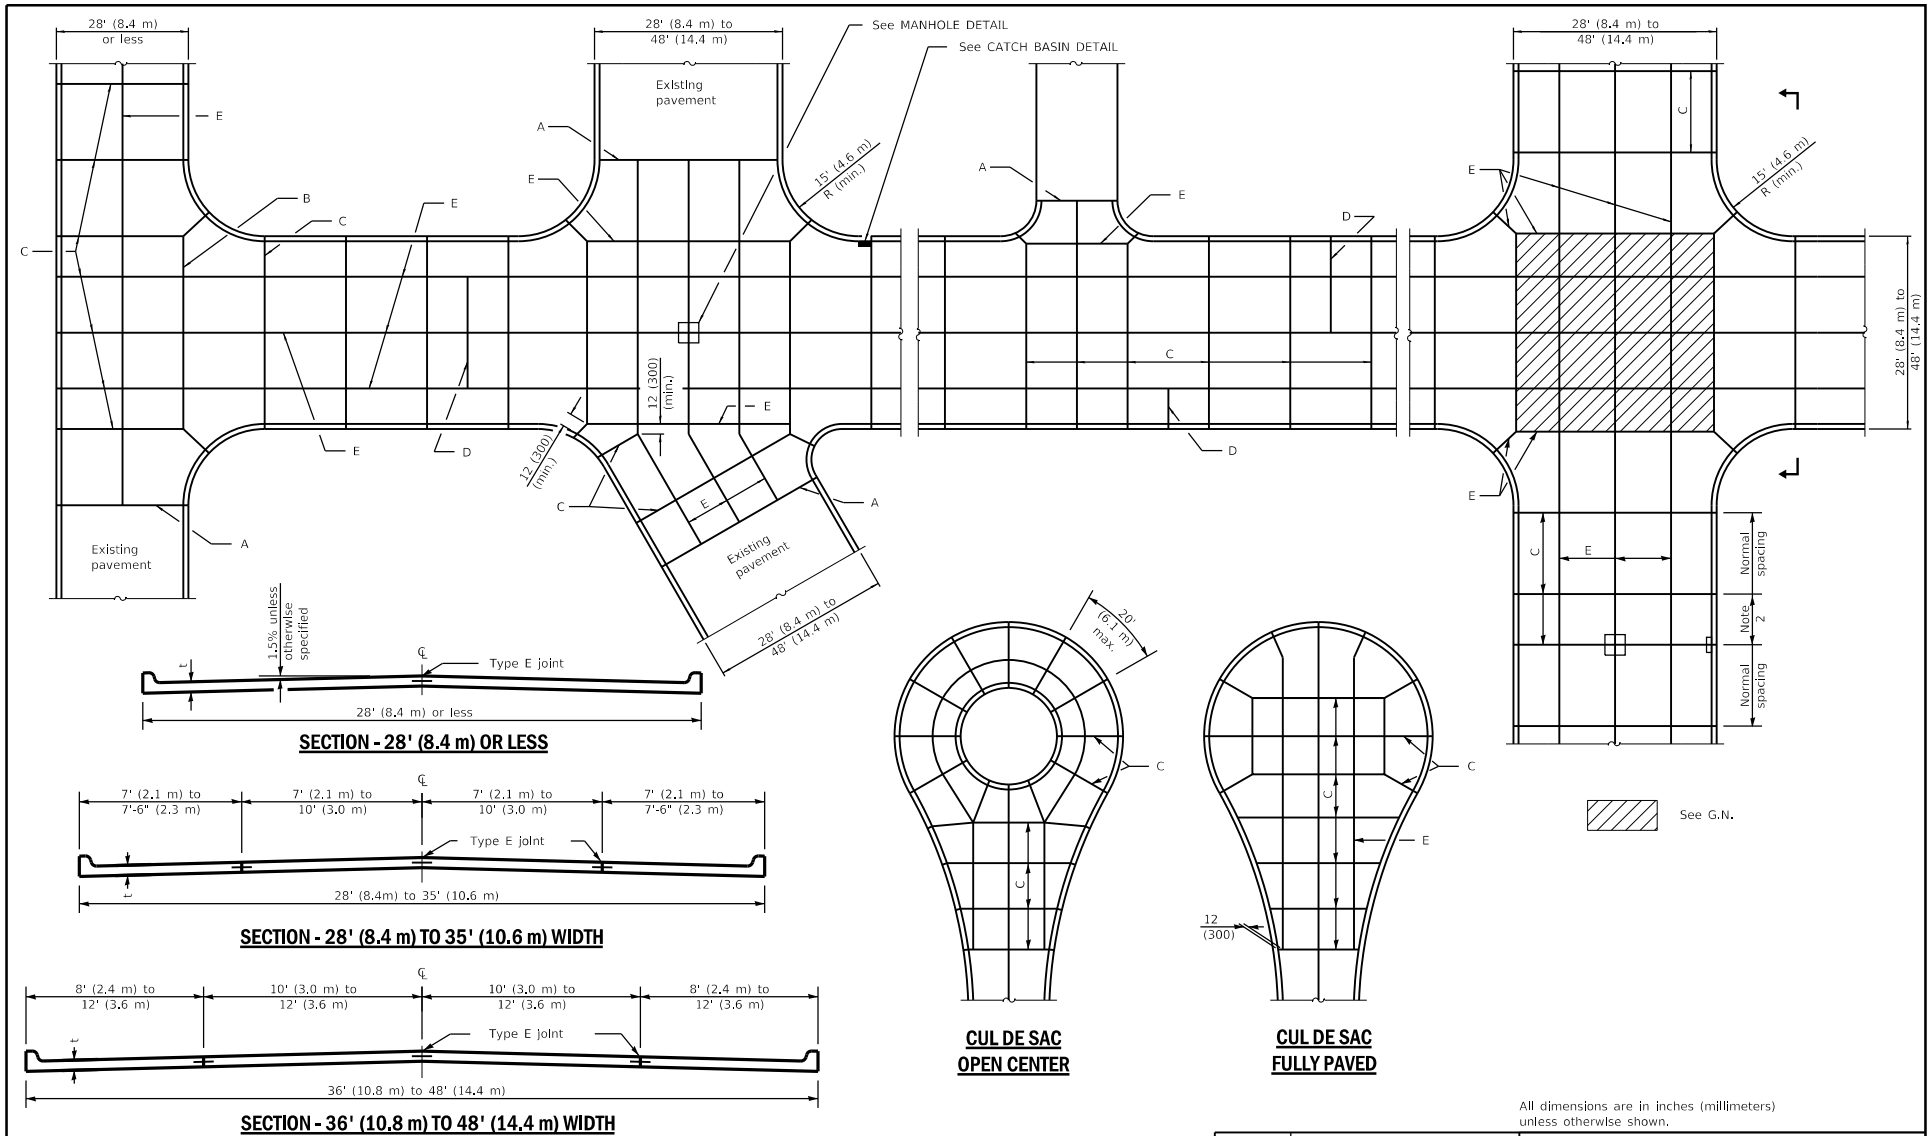 28' (8.4 m)
or less
28' (8.4 m) to
48' (14.4 m)
See MANHOLE DETAIL
See CATCH BASIN DETAIL
28' (8.4 m) to
48' (14.4 m)
Existing
pavement
E
A
E
15' (4.6 m)
R (min.)
A
E
C
E
15' (4.6 m)
R (min.)
B
C
E
D
C
28' (8.4 m) to
48' (14.4 m)
12 (300)
(min.)
C
E
D
E
12 (300)
(min.)
D
C
E
A
E
A
Existing
pavement
Existing
pavement
28' (8.4 m) to
48' (14.4 m)
C
E
Normal
spacing
Note
2
Normal
spacing
1.5% unless
otherwise
specified
t
℄
Type E joint
28' (8.4 m) or less
SECTION - 28' (8.4 m) OR LESS
20'
(6.1 m)
max.
C
C
C
C
E
12
(300)
See G.N.
℄
7' (2.1 m) to
7'-6" (2.3 m)
7' (2.1 m) to
10' (3.0 m)
7' (2.1 m) to
10' (3.0 m)
7' (2.1 m) to
7'-6" (2.3 m)
Type E joint
t
28' (8.4m) to 35' (10.6 m)
SECTION - 28' (8.4 m) TO 35' (10.6 m) WIDTH
℄
8' (2.4 m) to
12' (3.6 m)
10' (3.0 m) to
12' (3.6 m)
10' (3.0 m) to
12' (3.6 m)
8' (2.4 m) to
12' (3.6 m)
Type E joint
t
36' (10.8 m) to 48' (14.4 m)
SECTION - 36' (10.8 m) TO 48' (14.4 m) WIDTH
CUL DE SAC
OPEN CENTER
CUL DE SAC
FULLY PAVED
All dimensions are in inches (millimeters)
unless otherwise shown.